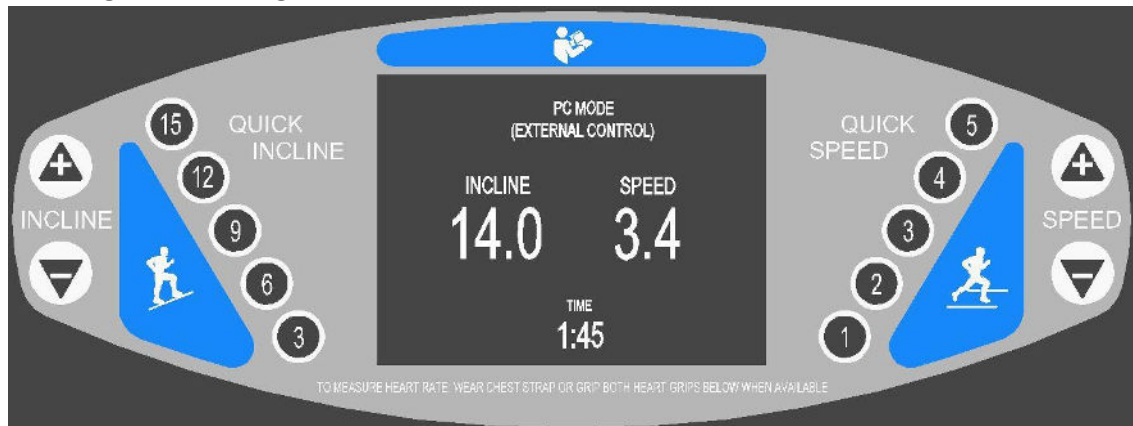 PC MODE
(EXTERNAL CONTROL)
15
QUICK
INCLINE
12
9
6
3
+
INCLINE
−
INCLINE
14.0
SPEED
3.4
TIME
1:45
QUICK
SPEED
5
4
3
2
1
+
SPEED
−
TO MEASURE HEART RATE: WEAR CHEST STRAP OR GRIP BOTH HEART GRIPS BELOW WHEN AVAILABLE